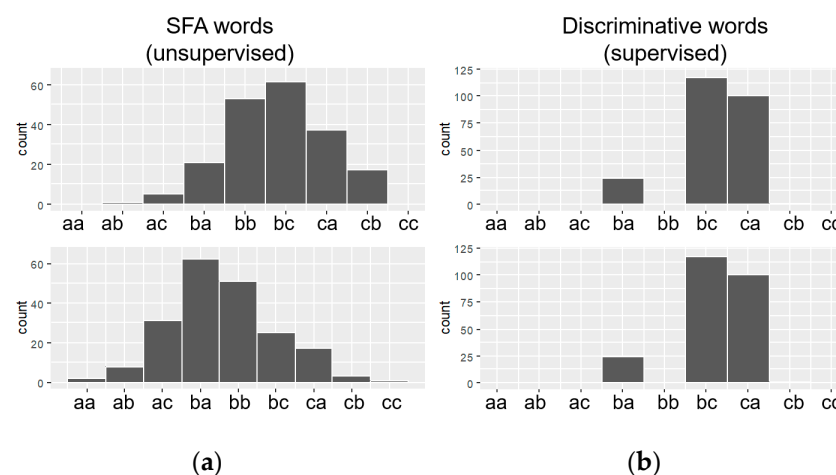 SFA words
(unsupervised)
Discriminative words
(supervised)
count
60
40
20
0
aa ab ac ba bb bc ca cb cc
count
125
100
75
50
25
0
aa ab ac ba bb bc ca cb cc
count
60
40
20
0
aa ab ac ba bb bc ca cb cc
count
125
100
75
50
25
0
aa ab ac ba bb bc ca cb cc
(a)
(b)